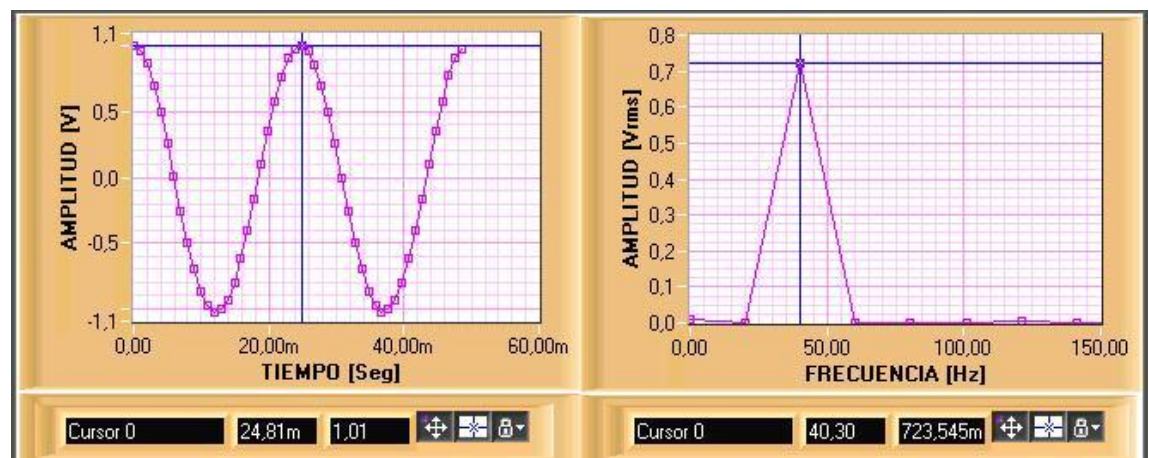 1,1
0,5
0,0
-0,5
-1,1
AMPLITUD [V]
0,00 20,00m 40,00m 60,00m
TIEMPO [Seg]
0,8
0,7
0,6
0,5
0,4
0,3
0,2
0,1
0,0
AMPLITUD [Vrms]
0,00 50,00 100,00 150,00
FRECUENCIA [Hz]
Cursor 0 24,81m 1,01
Cursor 0 40,30 723,545m